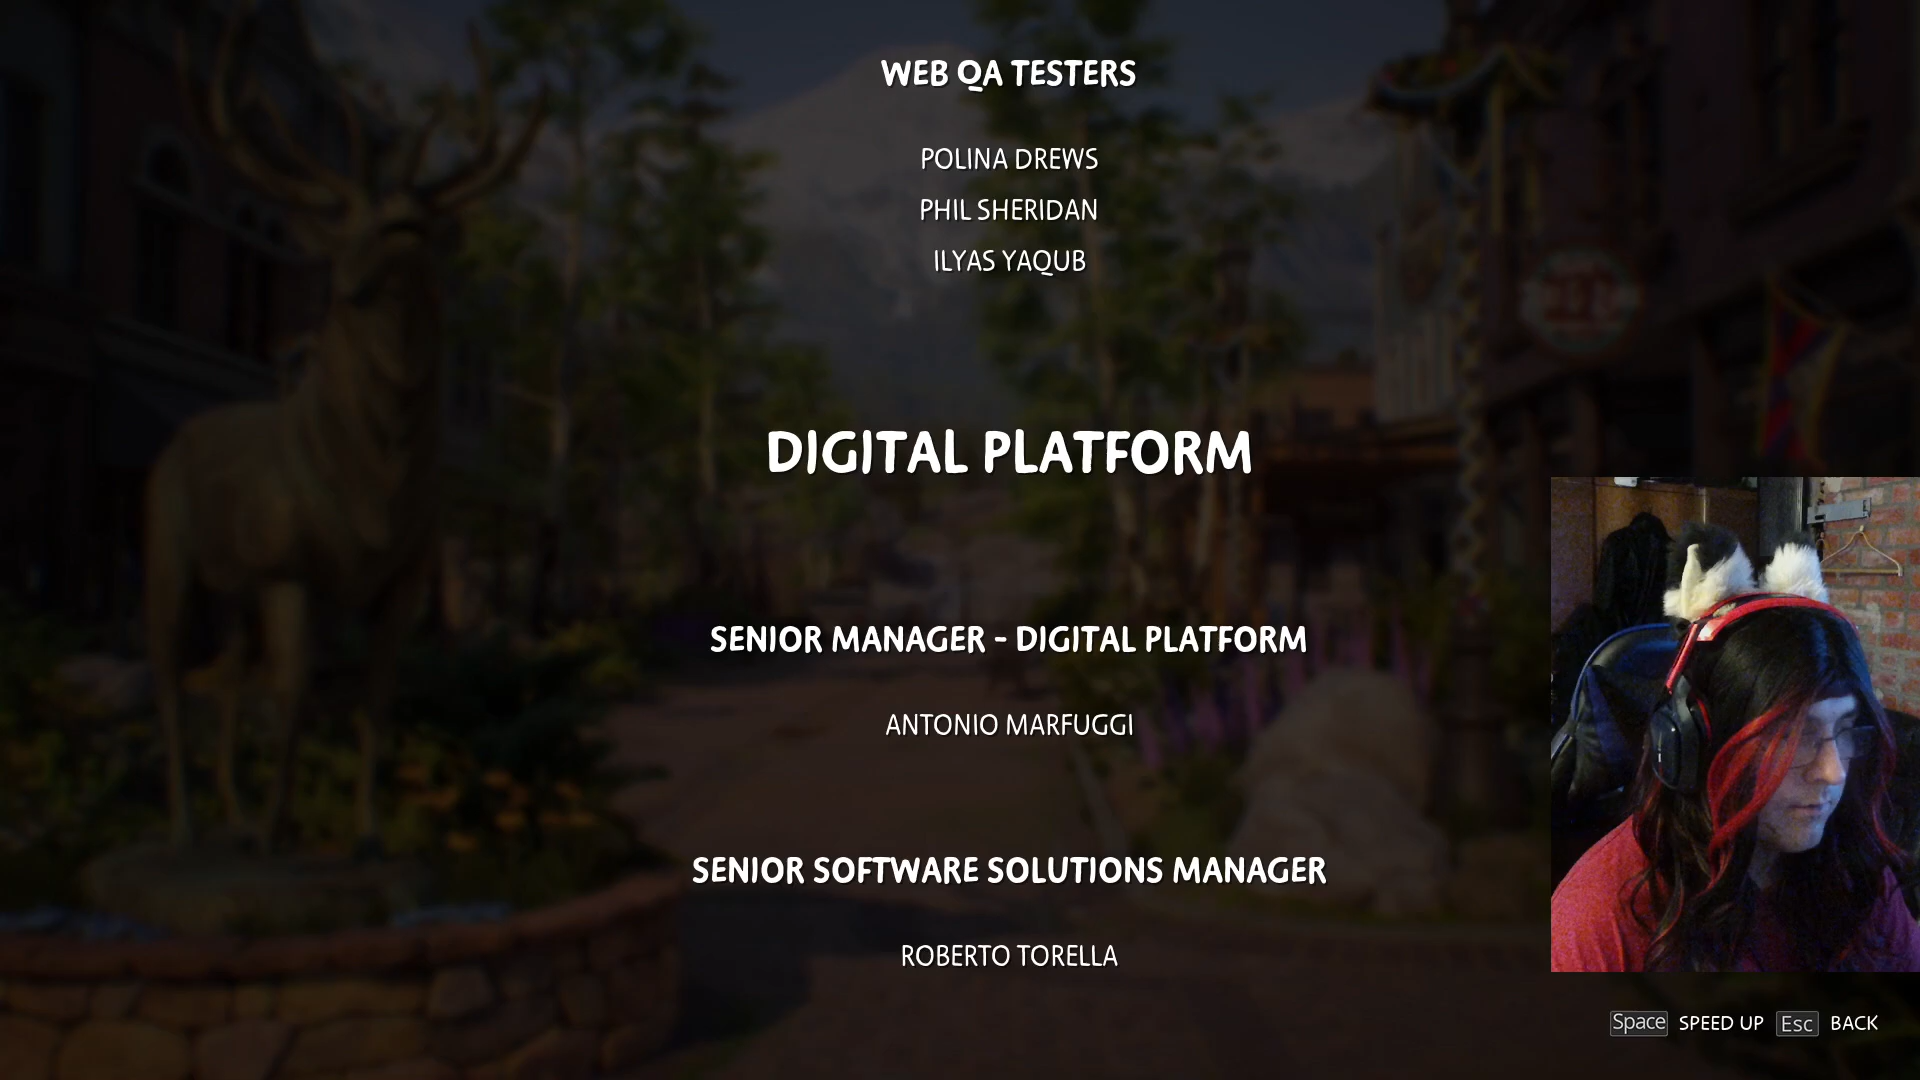 WEB QA TESTERS
POLINA DREWS
PHIL SHERIDAN
ILYAS YAQUB
DIGITAL PLATFORM
SENIOR MANAGER - DIGITAL PLATFORM
ANTONIO MARFUGGI
SENIOR SOFTWARE SOLUTIONS MANAGER
ROBERTO TORELLA
Space SPEED UP Esc BACK